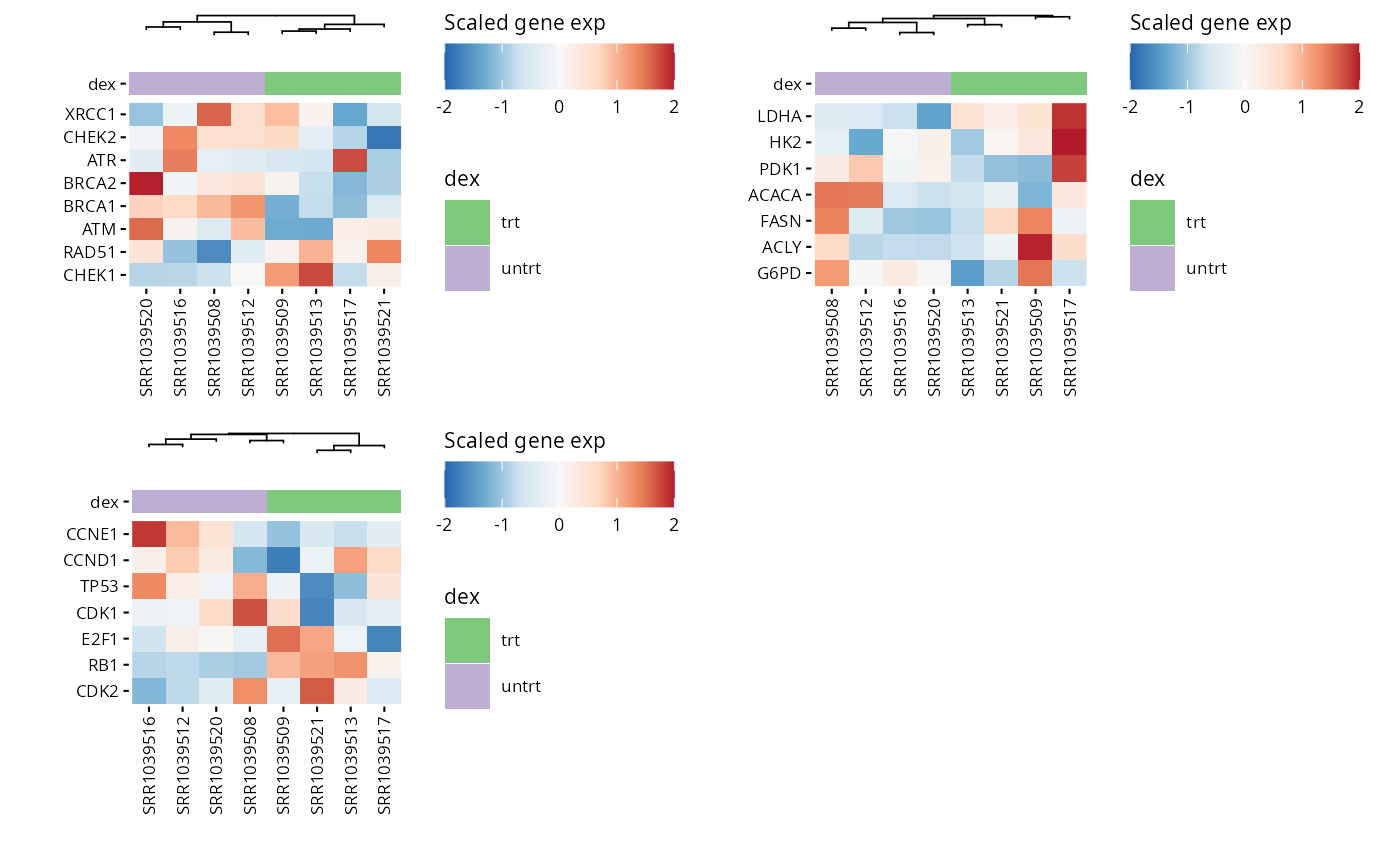 Scaled gene exp
-2 -1 0 1 2
dex
XRCC1
CHEK2
ATR
BRCA2
BRCA1
ATM
RAD51
CHEK1
SRR1039520
SRR1039516
SRR1039508
SRR1039512
SRR1039509
SRR1039513
SRR1039517
SRR1039521
dex
trt
untrt
Scaled gene exp
-2 -1 0 1 2
LDHA
HK2
PDK1
ACACA
FASN
ACLY
G6PD
SRR1039508
SRR1039512
SRR1039516
SRR1039520
SRR1039513
SRR1039521
SRR1039509
SRR1039517
dex
trt
untrt
Scaled gene exp
-2 -1 0 1 2
dex
CCNE1
CCND1
TP53
CDK1
E2F1
RB1
CDK2
SRR1039516
SRR1039512
SRR1039520
SRR1039508
SRR1039509
SRR1039521
SRR1039513
SRR1039517
dex
trt
untrt